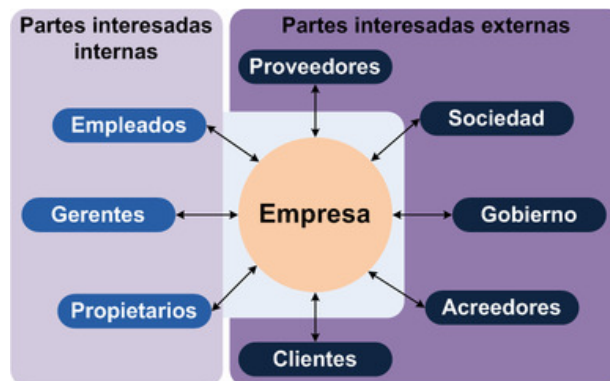 Partes interesadas
internas
Partes interesadas externas
Proveedores
Empleados
Sociedad
Gerentes
Empresa
Gobierno
Propietarios
Acreedores
Clientes